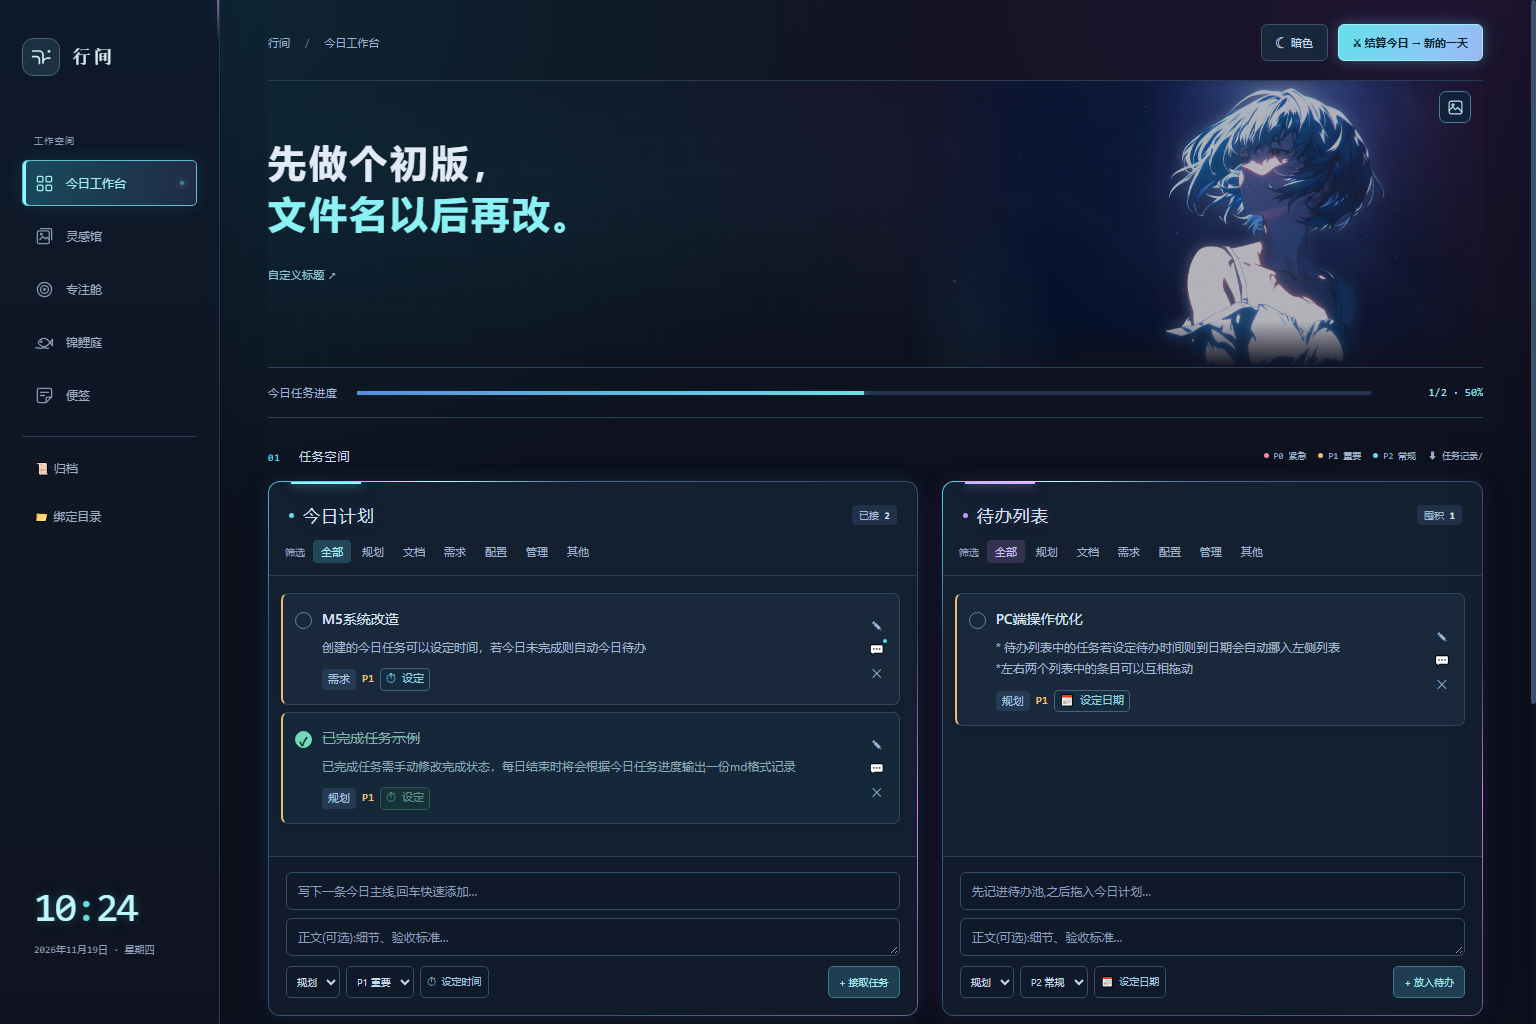 行间
行间 / 今日工作台
暗色
⚔ 结算今日 → 新的一天
工作空间
今日工作台
灵感馆
专注舱
锦鲤庭
便签
归档
绑定目录
10:24
2026年11月19日 · 星期四
先做个初版，
文件名以后再改。
自定义标题 ↗
今日任务进度
1/2 · 50%
01 任务空间
P0 紧急 P1 重要 P2 常规 ⬇ 任务记录/
今日计划
已接 2
筛选 全部 规划 文档 需求 配置 管理 其他
M5系统改造
创建的今日任务可以设定时间，若今日未完成则自动今日待办
需求 P1 ⏱ 设定
已完成任务示例
已完成任务需手动修改完成状态，每日结束时将会根据今日任务进度输出一份md格式记录
规划 P1 ⏱ 设定
写下一条今日主线,回车快速添加...
正文(可选):细节、验收标准...
规划 P1 重要 ⏱ 设定时间
+ 接取任务
待办列表
囤积 1
筛选 全部 规划 文档 需求 配置 管理 其他
PC端操作优化
* 待办列表中的任务若设定待办时间则到日期会自动挪入左侧列表
*左右两个列表中的条目可以互相拖动
规划 P1 设定日期
先记进待办池,之后拖入今日计划...
正文(可选):细节、验收标准...
规划 P2 常规 设定日期
+ 放入待办